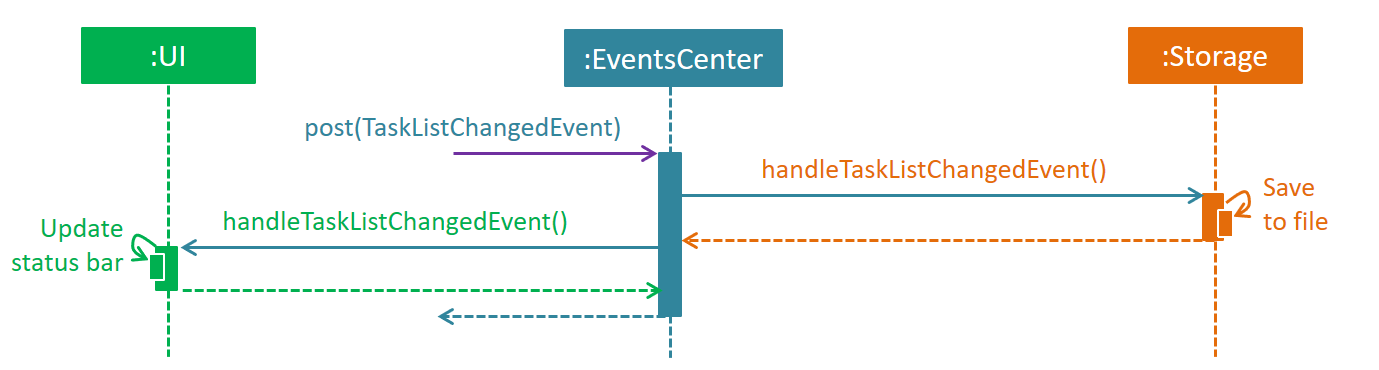 :UI
:EventsCenter
:Storage
post(TaskListChangedEvent)
handleTaskListChangedEvent()
Save
to file
handleTaskListChangedEvent()
Update
status bar